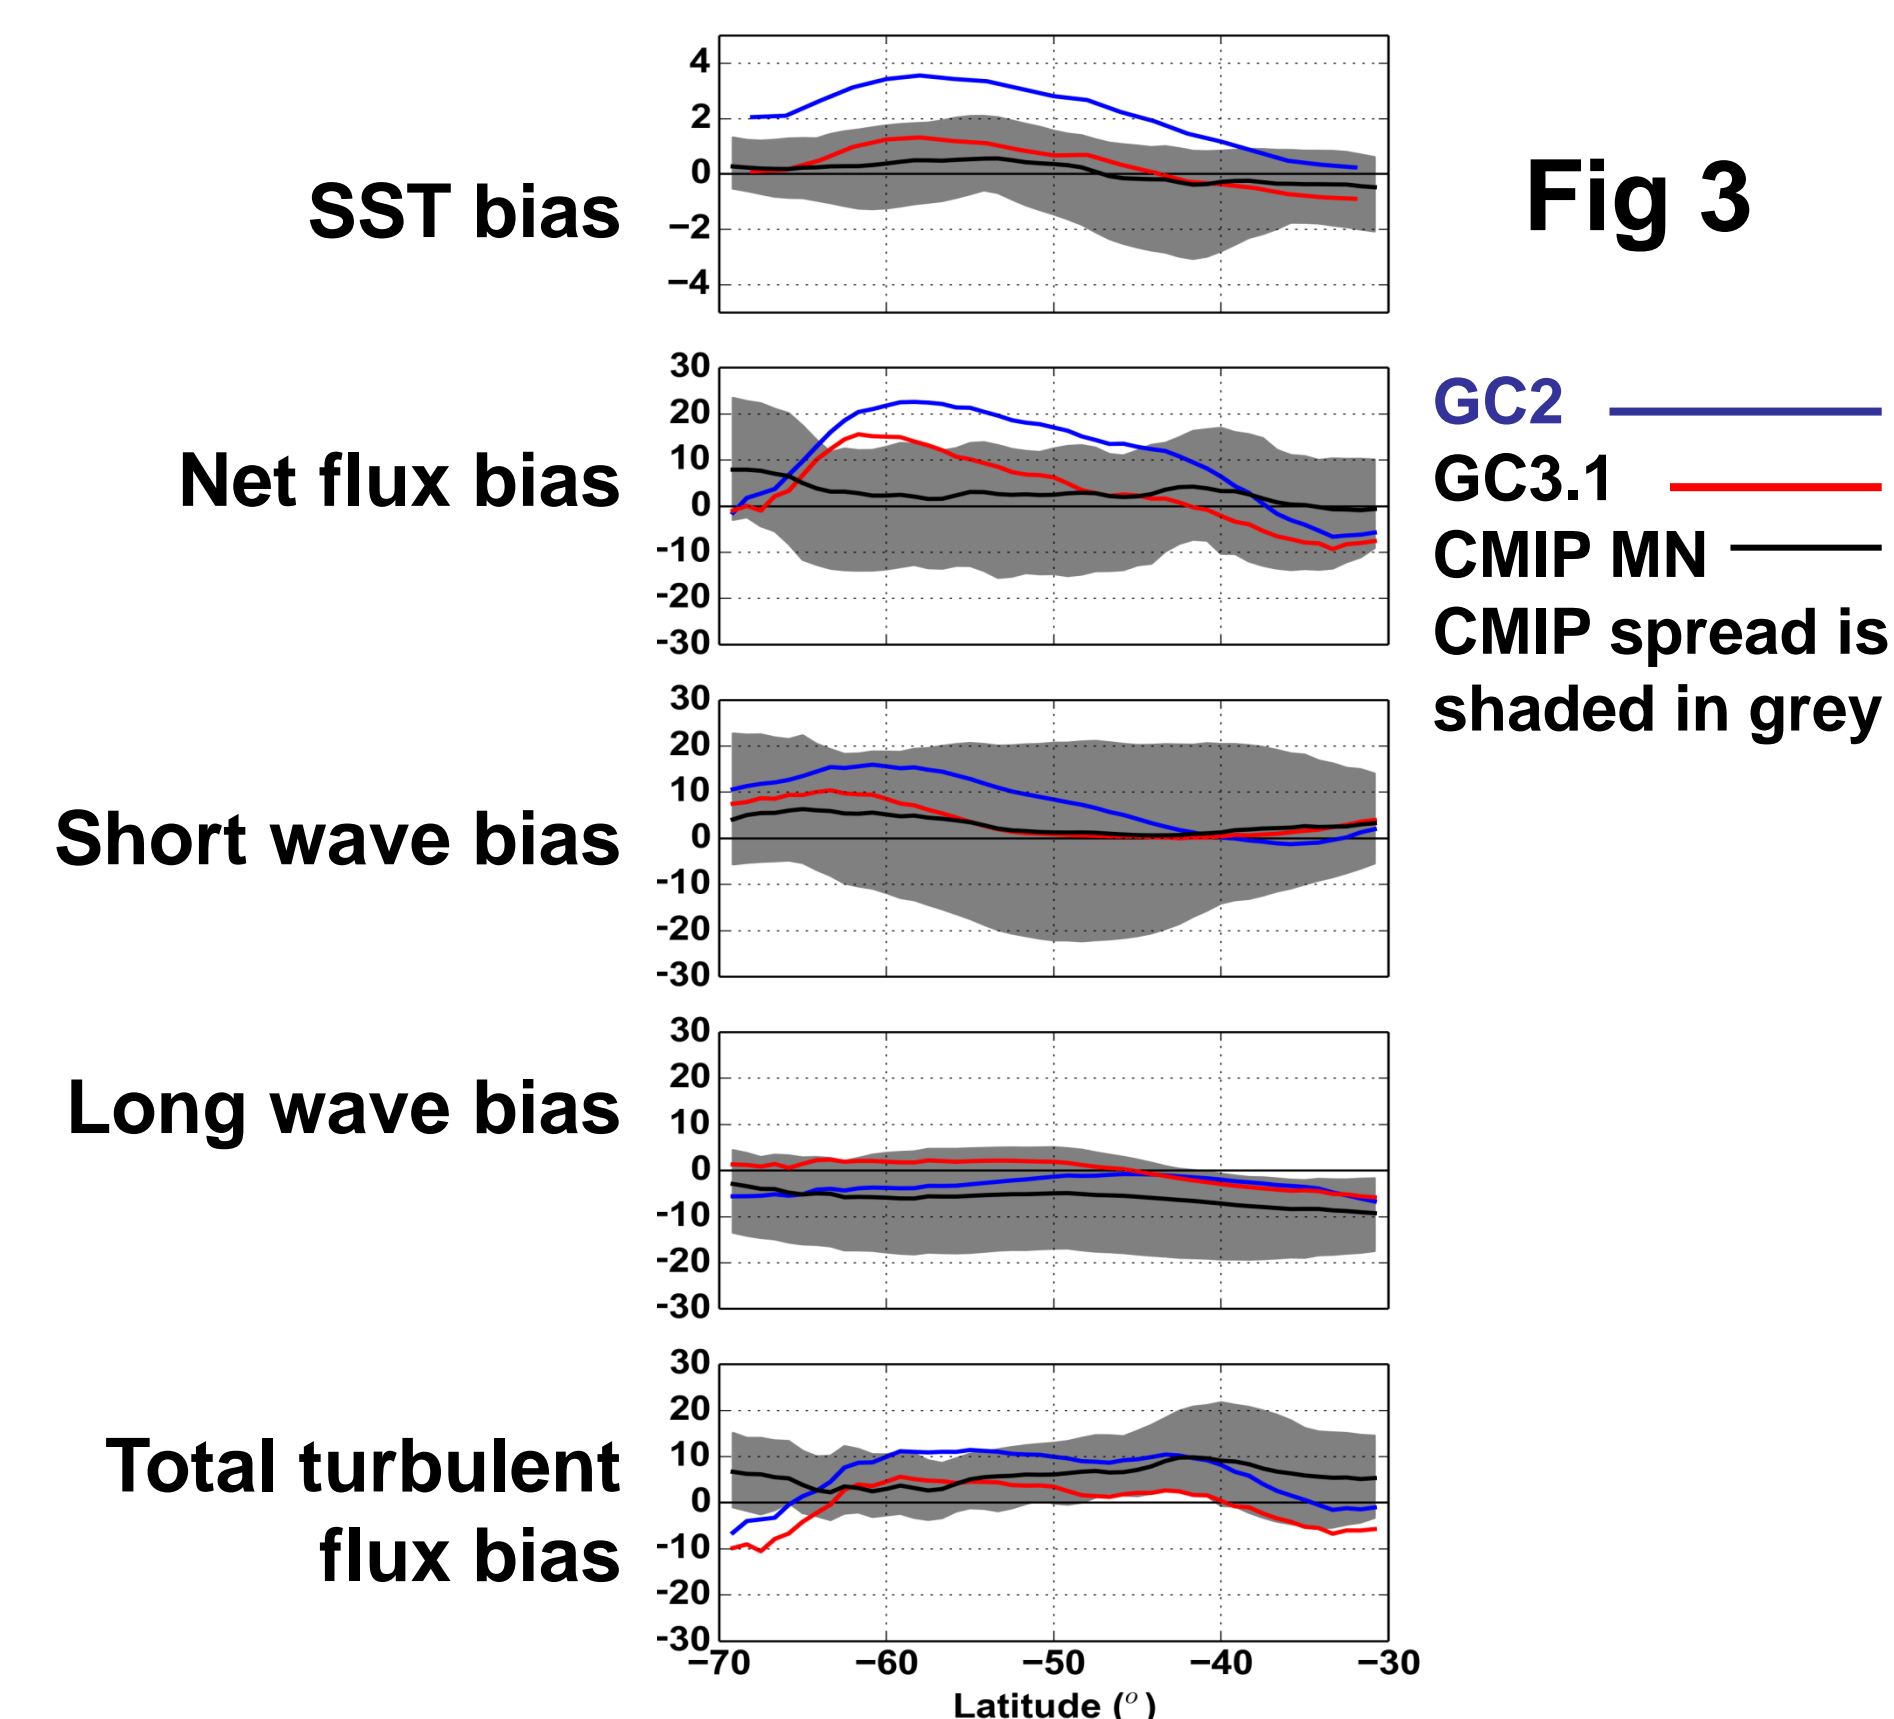 4
2
0
−2
−4
SST bias
Fig 3
30
20
10
0
-10
-20
-30
Net flux bias
GC2
GC3.1
CMIP MN
CMIP spread is
shaded in grey
30
20
10
0
-10
-20
-30
Short wave bias
30
20
10
0
-10
-20
-30
Long wave bias
30
20
10
0
-10
-20
-30
Total turbulent
flux bias
−70 −60 −50 −40 −30
Latitude (°)